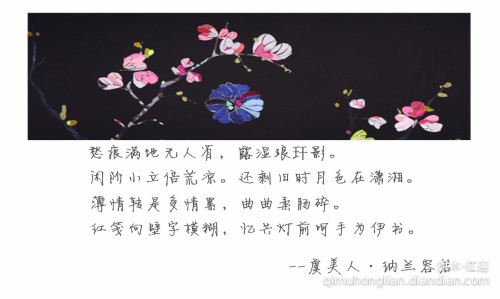 愁痕满地无人省，露湿琅玕影。
闲阶小立倍荒凉。还剩旧时月色在潇湘。
薄情转是多情累，曲曲柔肠碎。
红笺向壁字模糊，忆共灯前呵手为伊书。
--虞美人·纳兰容若
qimuhonglian.diandian.com